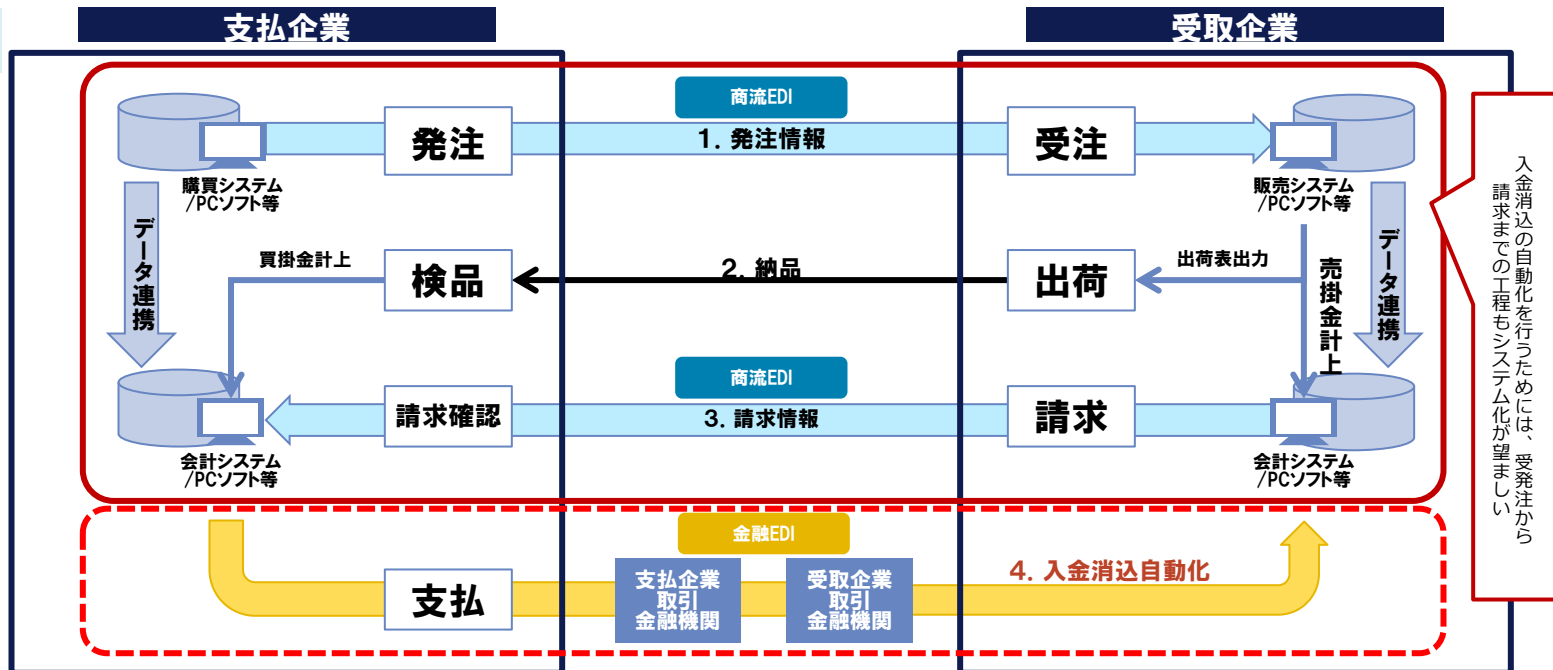 支払企業
受取企業
商流EDI
発注
1. 発注情報
受注
購買システム
/PCソフト等
販売システム
/PCソフト等
データ連携
買掛金計上
検品
2. 納品
出荷
出荷表出力
売掛金計上
データ連携
商流EDI
請求確認
3. 請求情報
請求
会計システム
/PCソフト等
会計システム
/PCソフト等
入金消込の自動化を行うためには、受発注から
請求までの工程もシステム化が望ましい
金融EDI
支払
支払企業
取引
金融機関
受取企業
取引
金融機関
4. 入金消込自動化